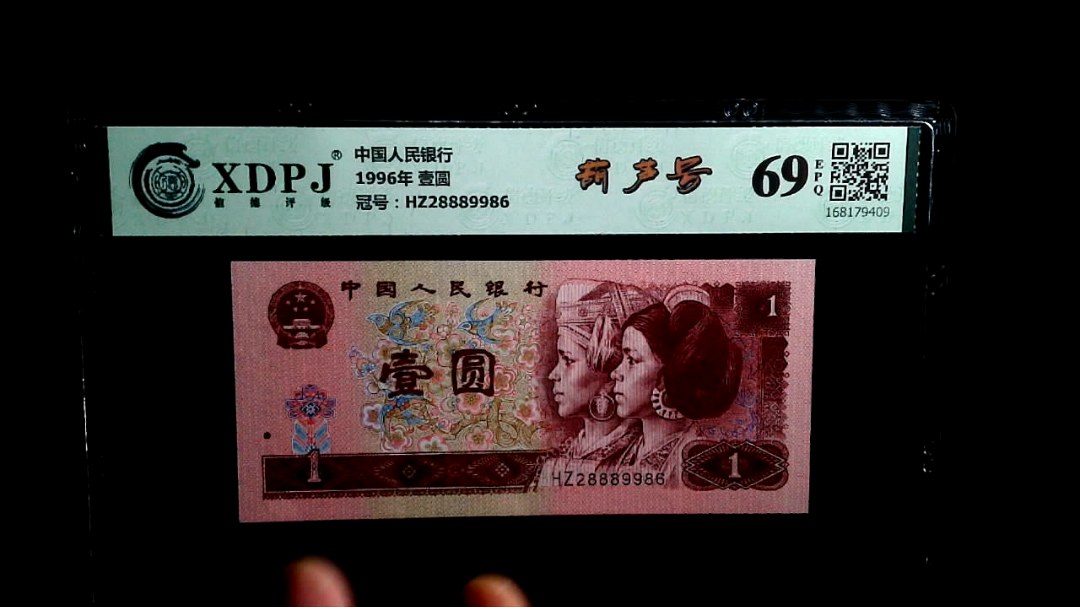 XDPJ®
信德评级
中国人民银行
1996年 壹圆
冠号：HZ28889986
葫芦号
69
EPQ
168179409
中国人民银行
1
壹圆
1
1
HZ28889986